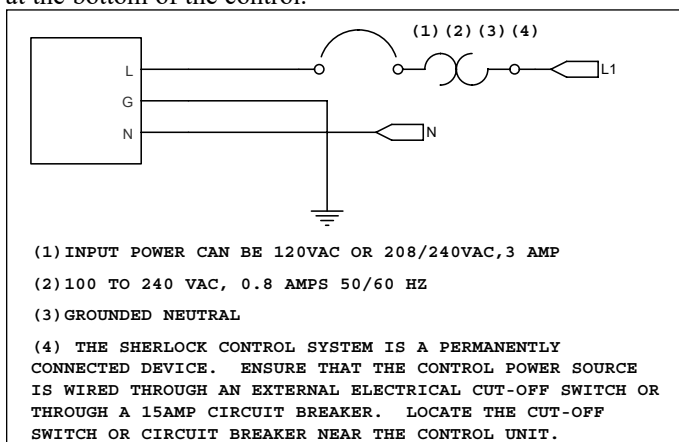 at the bottom of the control.
(1) (2) (3) (4)
L
L1
G
N
N
(1)INPUT POWER CAN BE 120VAC OR 208/240VAC,3 AMP
(2)100 TO 240 VAC, 0.8 AMPS 50/60 HZ
(3)GROUNDED NEUTRAL
(4) THE SHERLOCK CONTROL SYSTEM IS A PERMANENTLY
CONNECTED DEVICE. ENSURE THAT THE CONTROL POWER SOURCE
IS WIRED THROUGH AN EXTERNAL ELECTRICAL CUT-OFF SWITCH OR
THROUGH A 15AMP CIRCUIT BREAKER. LOCATE THE CUT-OFF
SWITCH OR CIRCUIT BREAKER NEAR THE CONTROL UNIT.